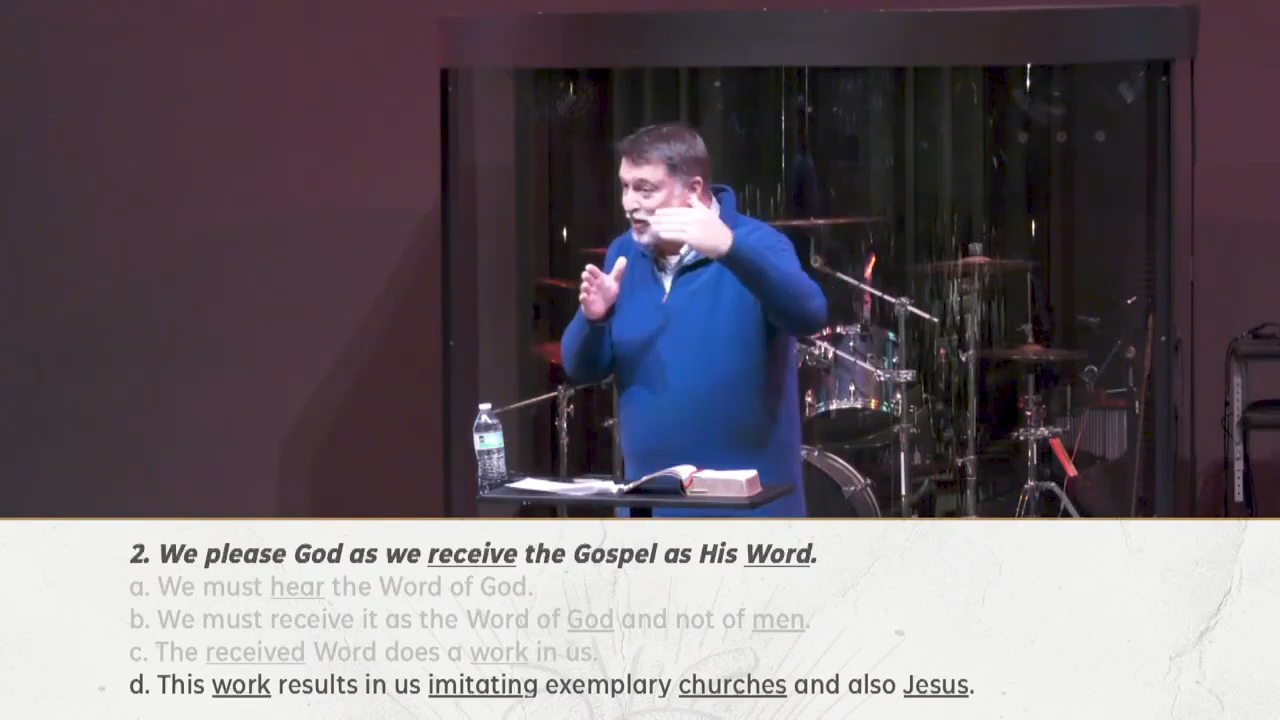 2. We please God as we receive the Gospel as His Word.
a. We must hear the Word of God.
b. We must receive it as the Word of God and not of men.
c. The received Word does a work in us.
d. This work results in us imitating exemplary churches and also Jesus.